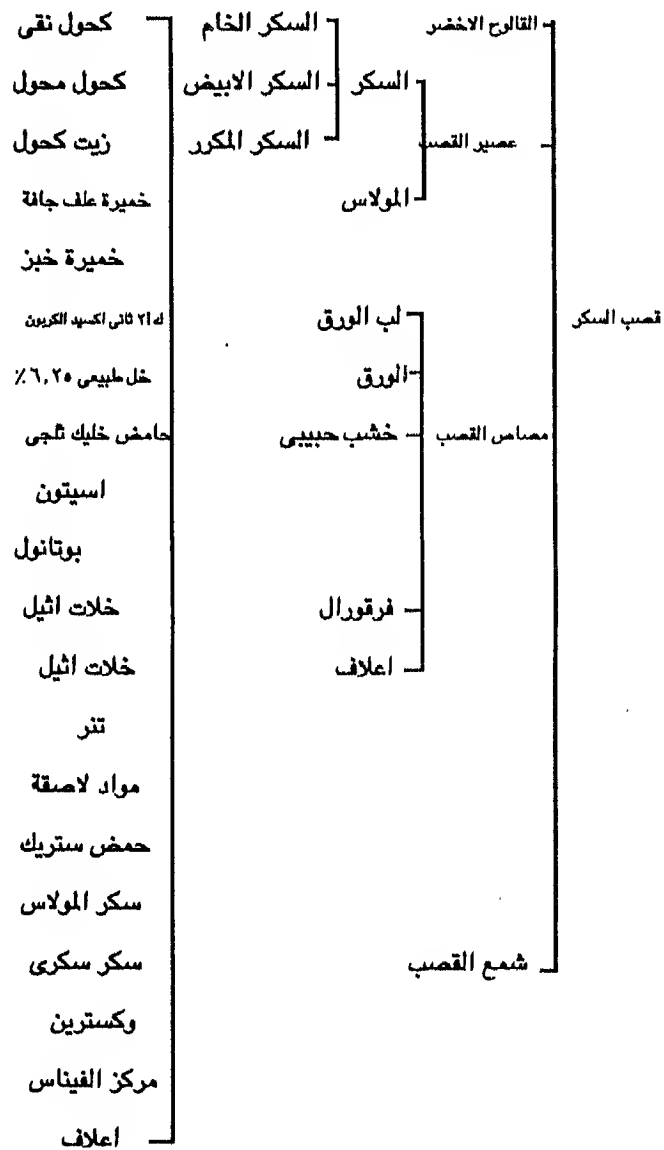 القالوح الاخضر
السكر الخام
كحول نقى
السكر
السكر الابيض
كحول محول
عصير القصب
السكر المكرر
زيت كحول
المولاس
خميرة علف جافة
خميرة خبز
قصب السكر
لب الورق
ك ا٢ ثانى اكسيد الكربون
الورق
خل طبيعى ٦,٢٥٪
مصاص القصب
خشب حبيبى
حامض خليك ثلجى
اسيتون
بوتانول
فرفورال
خلات اثيل
اعلاف
خلات اثيل
تنر
مواد لاصقة
حمض ستريك
سكر المولاس
شمع القصب
سكر سكرى
وكسترين
مركز الفيناس
اعلاف